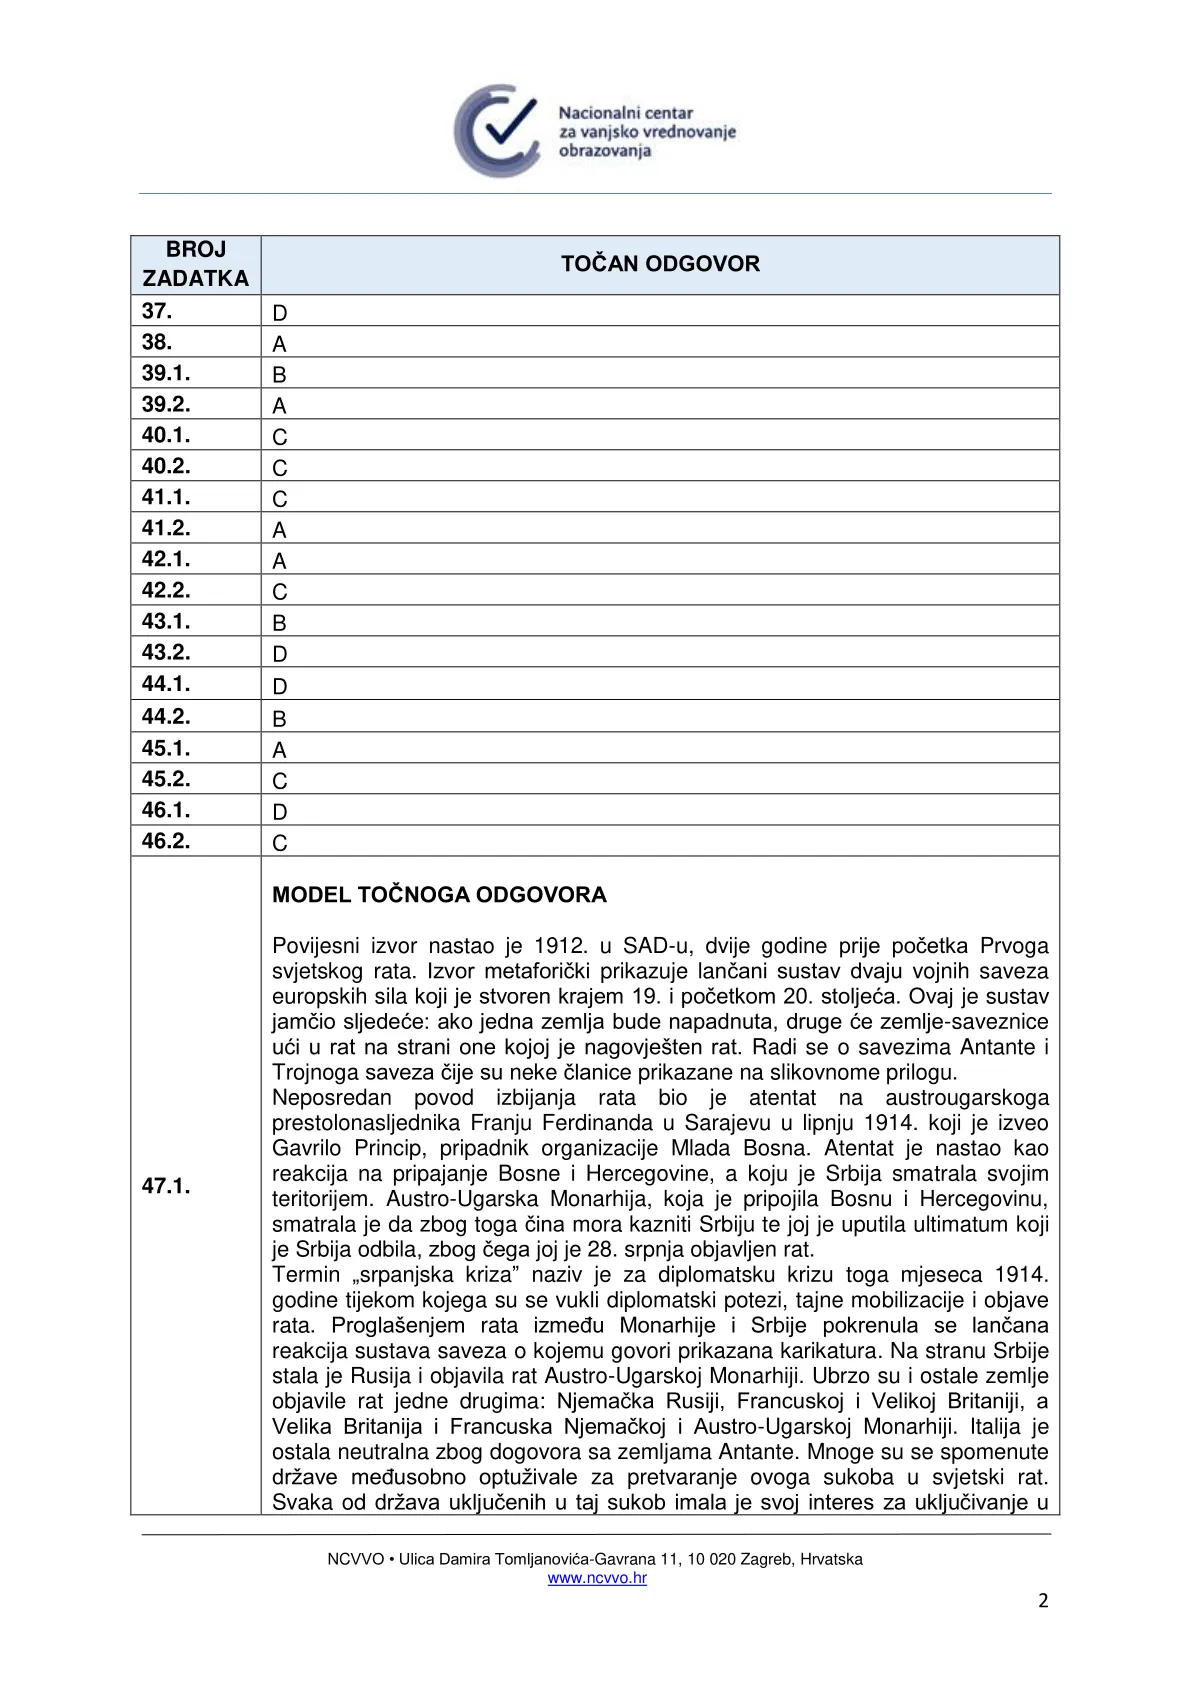 Nacionalni centar
za vanjsko vrednovanje
obrazovanja
BROJ
ZADATKA
TOČAN ODGOVOR
37. D
38. A
39.1. B
39.2. A
40.1. C
40.2. C
41.1. C
41.2. A
42.1. A
42.2. C
43.1. B
43.2. D
44.1. D
44.2. B
45.1. A
45.2. C
46.1. D
46.2. C
47.1.
MODEL TOČNOGA ODGOVORA
Povijesni izvor nastao je 1912. u SAD-u, dvije godine prije početka Prvoga
svjetskog rata. Izvor metaforički prikazuje lančani sustav dvaju vojnih saveza
europskih sila koji je stvoren krajem 19. i početkom 20. stoljeća. Ovaj je sustav
jamčio sljedeće: ako jedna zemlja bude napadnuta, druge će zemlje-saveznice
ući u rat na strani one kojoj je nagovješten rat. Radi se o savezima Antante i
Trojnoga saveza čije su neke članice prikazane na slikovnome prilogu.
Neposredan povod izbijanja rata bio je atentat na austrougarskoga
prestolonasljednika Franju Ferdinanda u Sarajevu u lipnju 1914. koji je izveo
Gavrilo Princip, pripadnik organizacije Mlada Bosna. Atentat je nastao kao
reakcija na pripajanje Bosne i Hercegovine, a koju je Srbija smatrala svojim
teritorijem. Austro-Ugarska Monarhija, koja je pripojila Bosnu i Hercegovinu,
smatrala je da zbog toga čina mora kazniti Srbiju te joj je uputila ultimatum koji
je Srbija odbila, zbog čega joj je 28. srpnja objavljen rat.
Termin „srpanjska kriza” naziv je za diplomatsku krizu toga mjeseca 1914.
godine tijekom kojega su se vukli diplomatski potezi, tajne mobilizacije i objave
rata. Proglašenjem rata između Monarhije i Srbije pokrenula se lančana
reakcija sustava saveza o kojemu govori prikazana karikatura. Na stranu Srbije
stala je Rusija i objavila rat Austro-Ugarskoj Monarhiji. Ubrzo su i ostale zemlje
objavile rat jedne drugima: Njemačka Rusiji, Francuskoj i Velikoj Britaniji, a
Velika Britanija i Francuska Njemačkoj i Austro-Ugarskoj Monarhiji. Italija je
ostala neutralna zbog dogovora sa zemljama Antante. Mnoge su se spomenute
države međusobno optuživale za pretvaranje ovoga sukoba u svjetski rat.
Svaka od država uključenih u taj sukob imala je svoj interes za uključivanje u
NCVVO • Ulica Damira Tomljanovića-Gavrana 11, 10 020 Zagreb, Hrvatska
www.ncvvo.hr
2